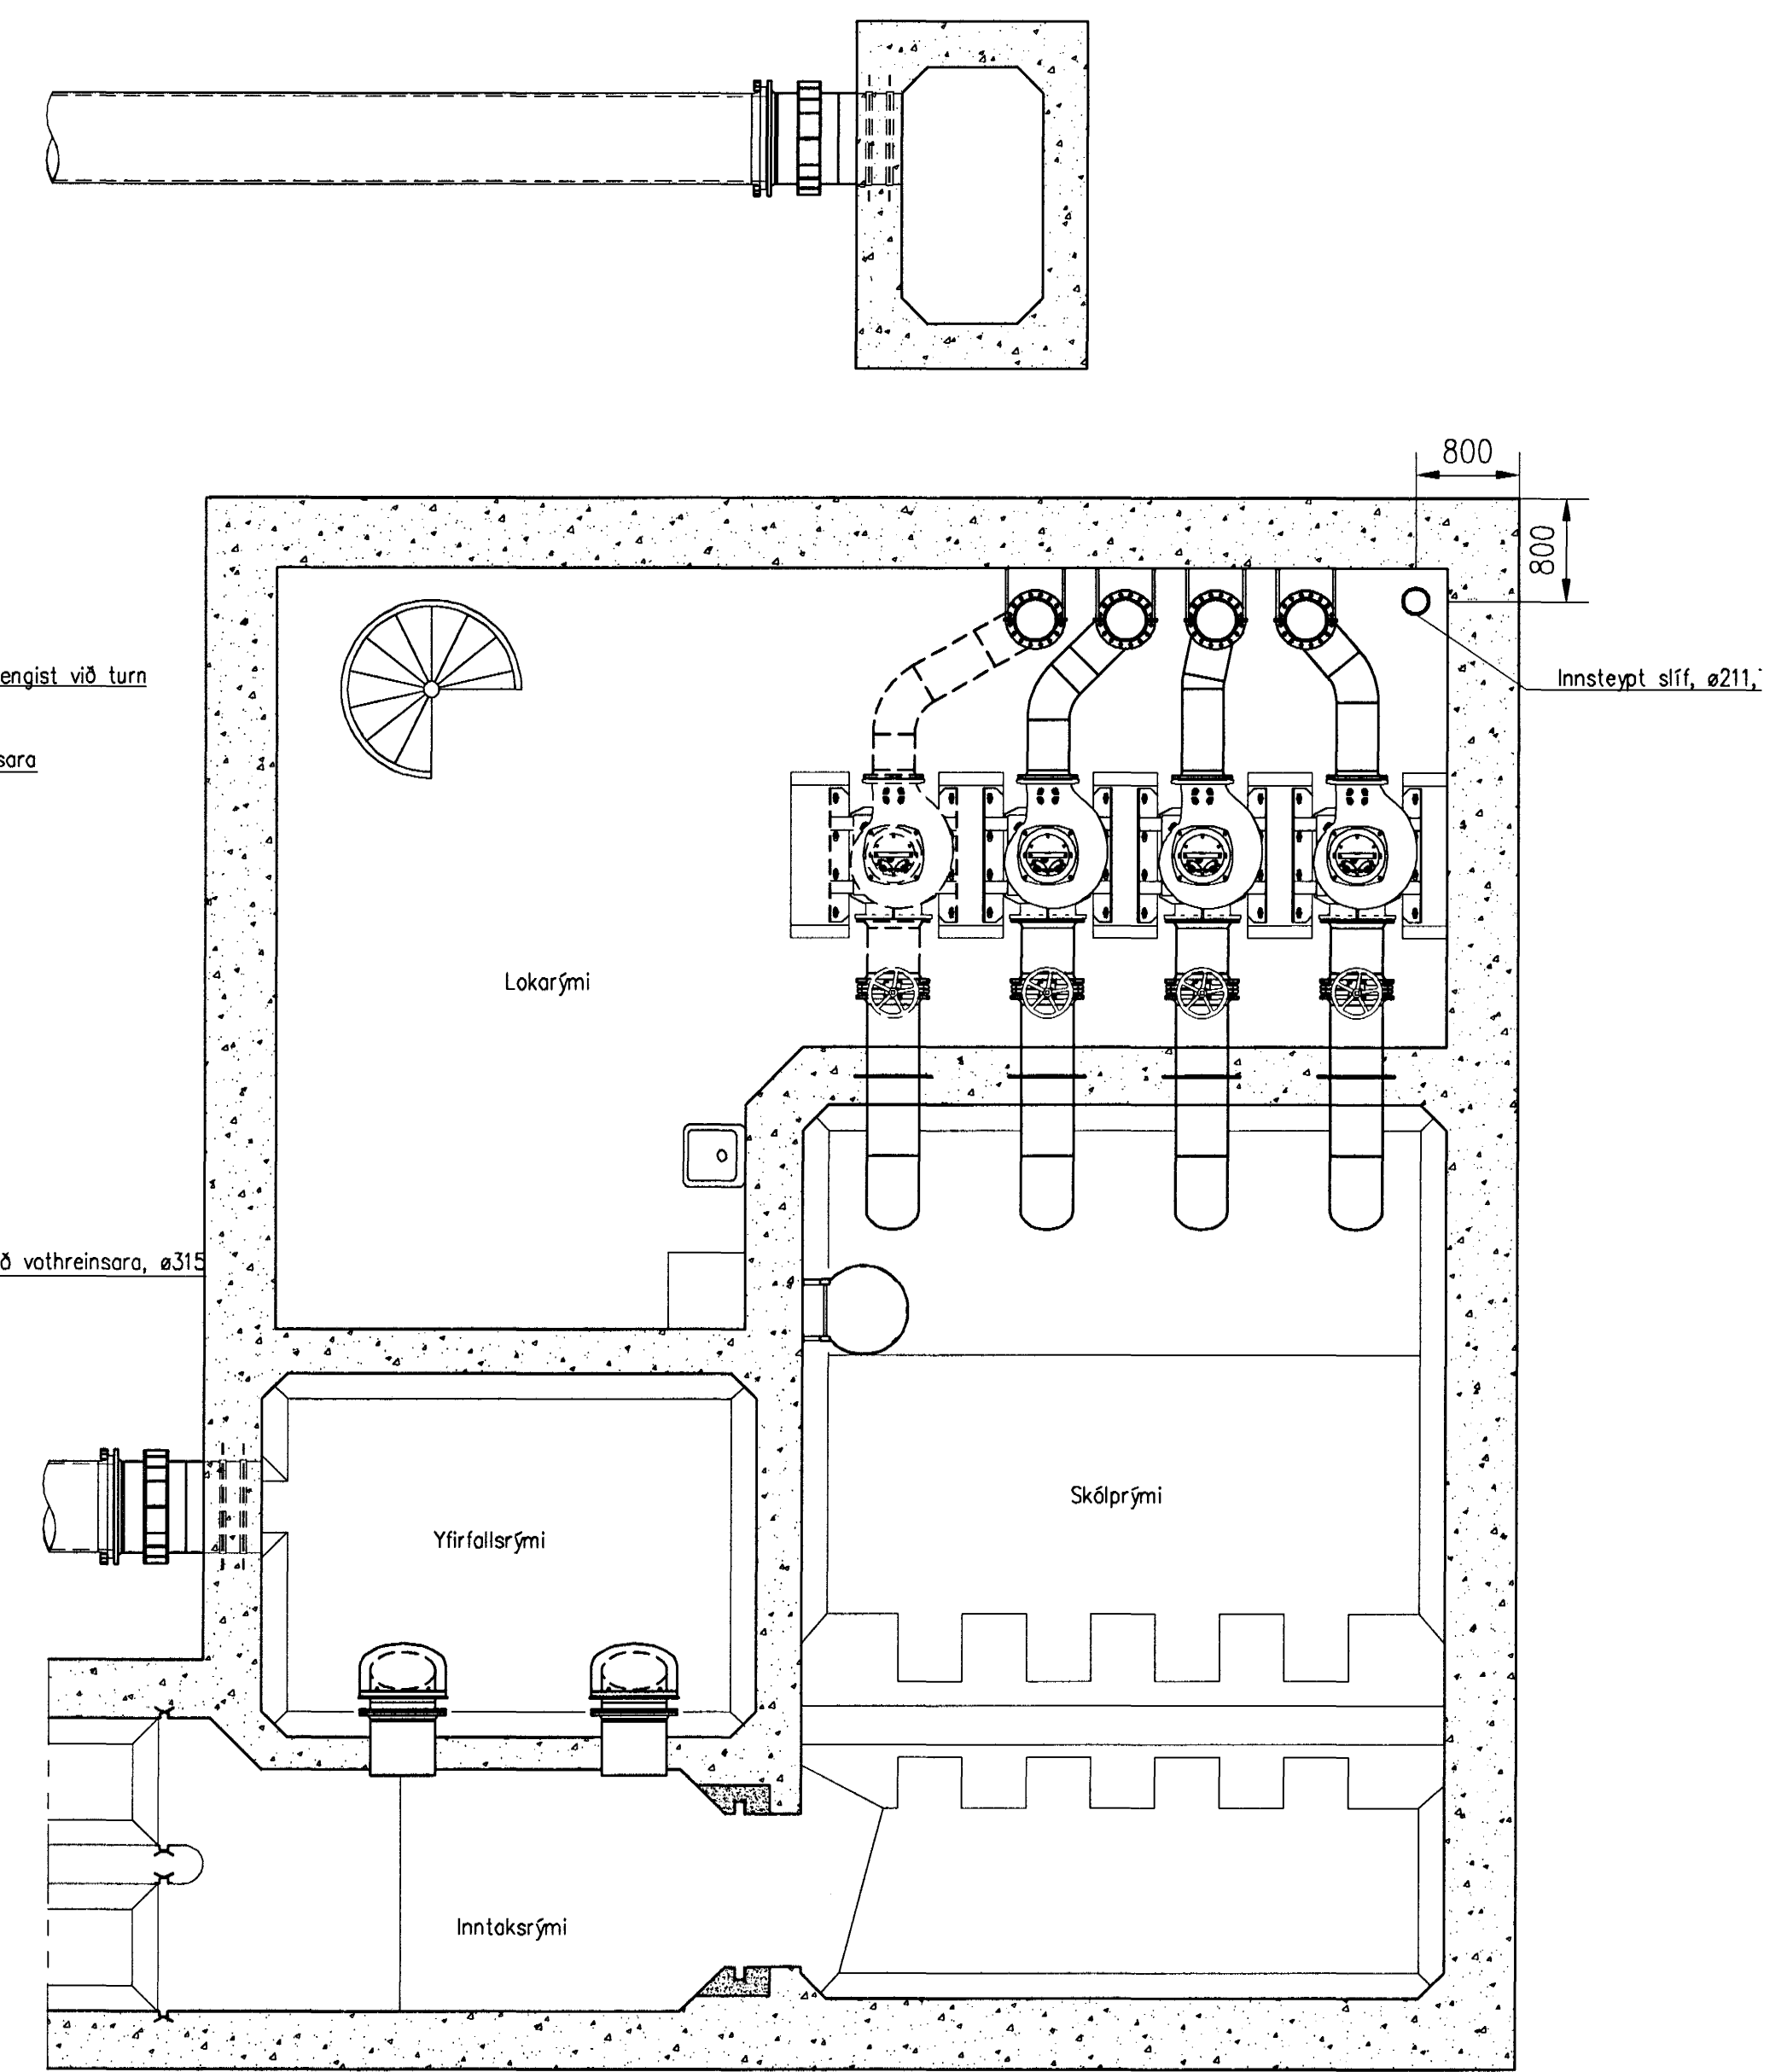 800
800
engist við turn
Innsteypt slíf, ø211,
sara
Lokarými
ð vothreinsara, ø315
Skólprými
Yfirfallsrými
Inntaksrými